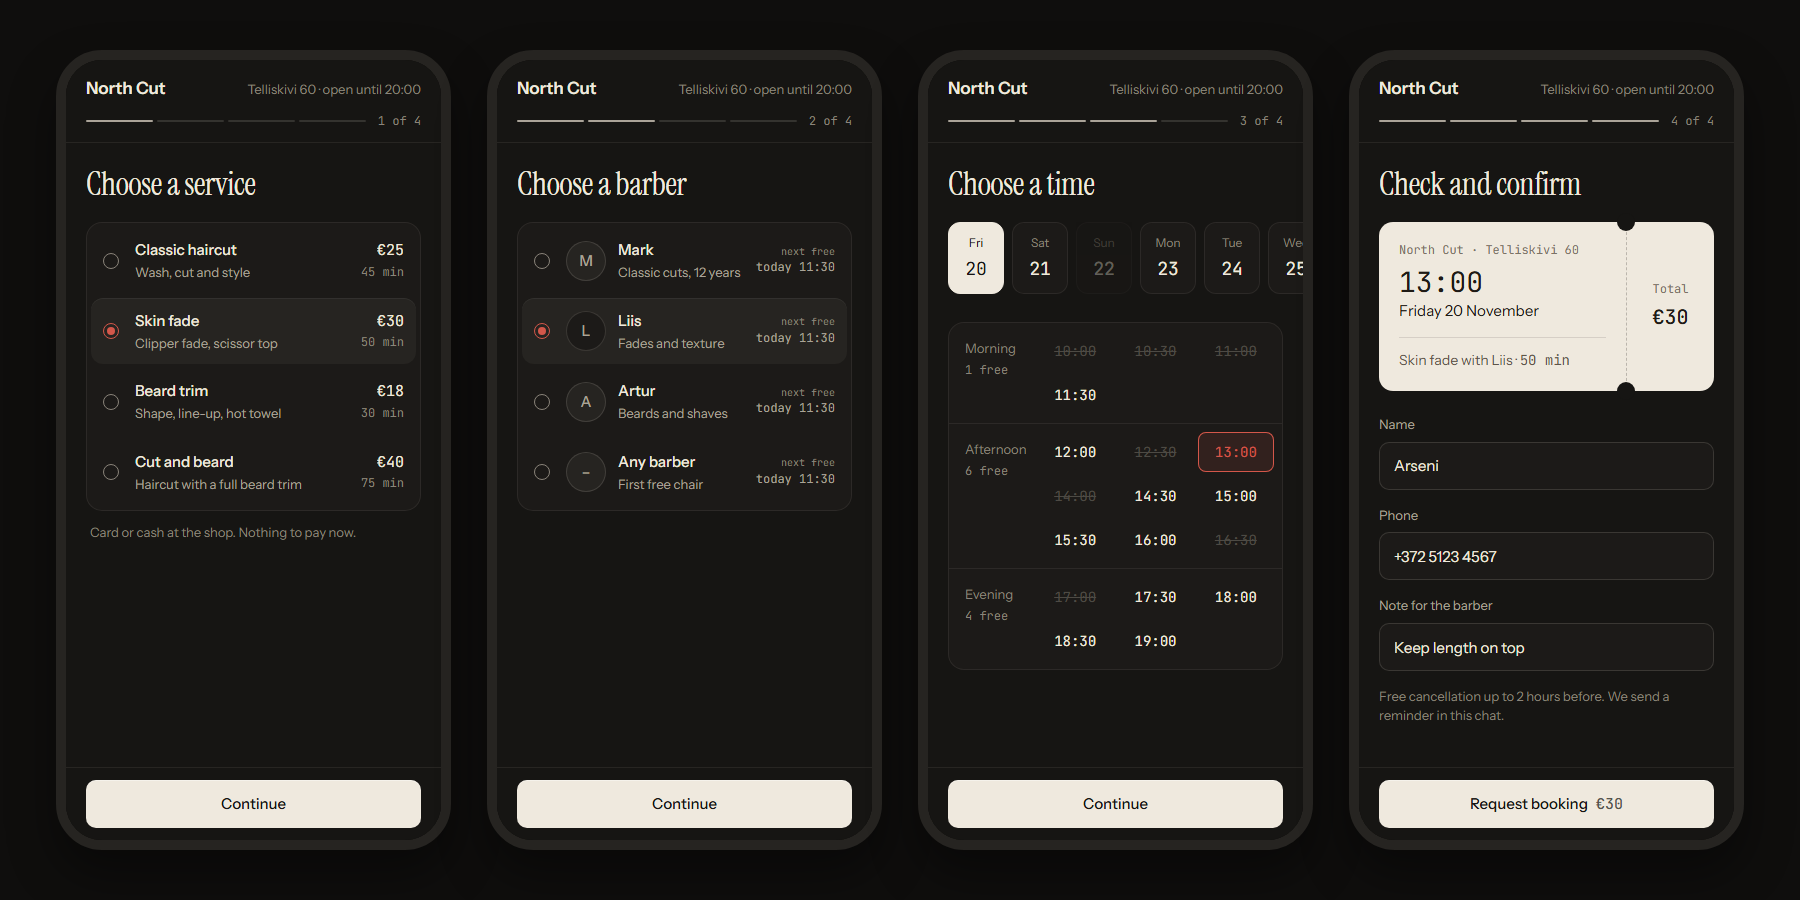 North Cut
Telliskivi 60 · open until 20:00
1 of 4
Choose a service
Classic haircut €25
Wash, cut and style 45 min
Skin fade €30
Clipper fade, scissor top 50 min
Beard trim €18
Shape, line-up, hot towel 30 min
Cut and beard €40
Haircut with a full beard trim 75 min
Card or cash at the shop. Nothing to pay now.
Continue
North Cut
Telliskivi 60 · open until 20:00
2 of 4
Choose a barber
M
Mark
Classic cuts, 12 years
next free
today 11:30
L
Liis
Fades and texture
next free
today 11:30
A
Artur
Beards and shaves
next free
today 11:30
–
Any barber
First free chair
next free
today 11:30
Continue
North Cut
Telliskivi 60 · open until 20:00
3 of 4
Choose a time
Fri Sat Sun Mon Tue We
20 21 22 23 24 25
Morning
1 free
10:00 10:30 11:00
11:30
Afternoon
6 free
12:00 12:30 13:00
14:00 14:30 15:00
15:30 16:00 16:30
Evening
4 free
17:00 17:30 18:00
18:30 19:00
Continue
North Cut
Telliskivi 60 · open until 20:00
4 of 4
Check and confirm
North Cut · Telliskivi 60
13:00
Friday 20 November
Skin fade with Liis · 50 min
Total
€30
Name
Arseni
Phone
+372 5123 4567
Note for the barber
Keep length on top
Free cancellation up to 2 hours before. We send a
reminder in this chat.
Request booking €30